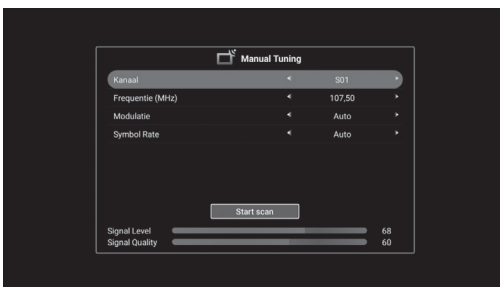 Manual Tuning
Kanaal S01
Frequentie (MHz) 107,50
Modulatie Auto
Symbol Rate Auto
Start scan
Signal Level 68
Signal Quality 60